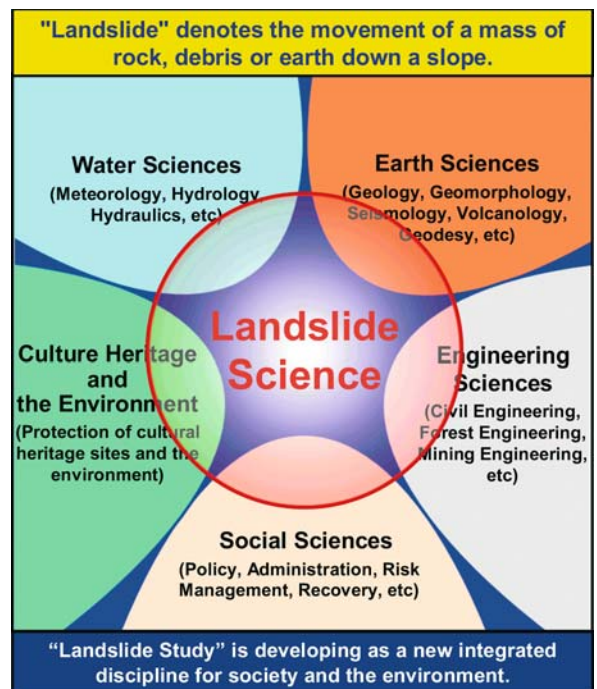 "Landslide" denotes the movement of a mass of
rock, debris or earth down a slope.
Water Sciences
(Meteorology, Hydrology,
Hydraulics, etc)
Earth Sciences
(Geology, Geomorphology,
Seismology, Volcanology,
Geodesy, etc)
Landslide
Science
Culture Heritage
and
the Environment
(Protection of cultural
heritage sites and the
environment)
Engineering
Sciences
(Civil Engineering,
Forest Engineering,
Mining Engineering,
etc)
Social Sciences
(Policy, Administration, Risk
Management, Recovery, etc)
“Landslide Study” is developing as a new integrated
discipline for society and the environment.